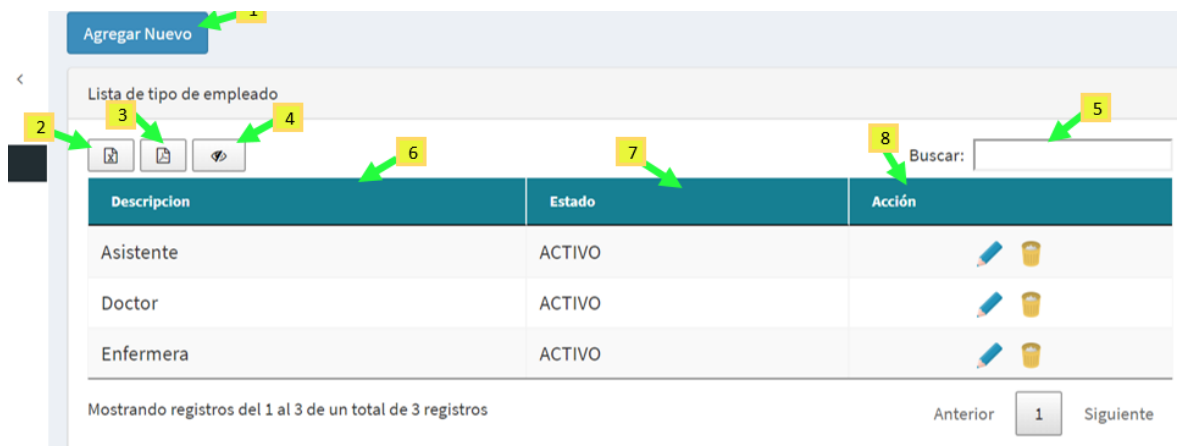 1
Agregar Nuevo
<
Lista de tipo de empleado
2 3 4 5
6 7 8 Buscar:
Descripcion Estado Acción
Asistente ACTIVO
Doctor ACTIVO
Enfermera ACTIVO
Mostrando registros del 1 al 3 de un total de 3 registros Anterior 1 Siguiente